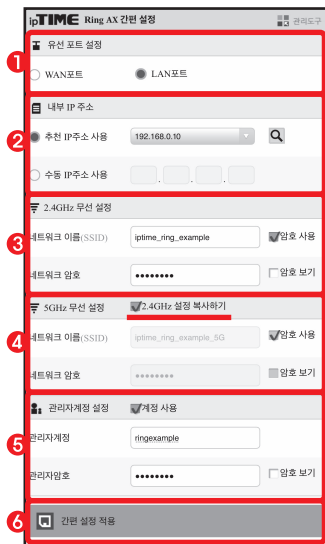 ipTIME Ring AX 간편 설정 관리도구
1
유선 포트 설정
WAN포트 LAN포트
2
내부 IP 주소
추천 IP주소 사용 192.168.0.10
수동 IP주소 사용 . . .
3
2.4GHz 무선 설정
네트워크 이름(SSID) iptime_ring_example 암호 사용
네트워크 암호 •••••••• 암호 보기
4
5GHz 무선 설정 2.4GHz 설정 복사하기
네트워크 이름(SSID) iptime_ring_example_5G 암호 사용
네트워크 암호 •••••••• 암호 보기
5
관리자계정 설정 계정 사용
관리자계정 ringexample
관리자암호 •••••••• 암호 보기
6
간편 설정 적용